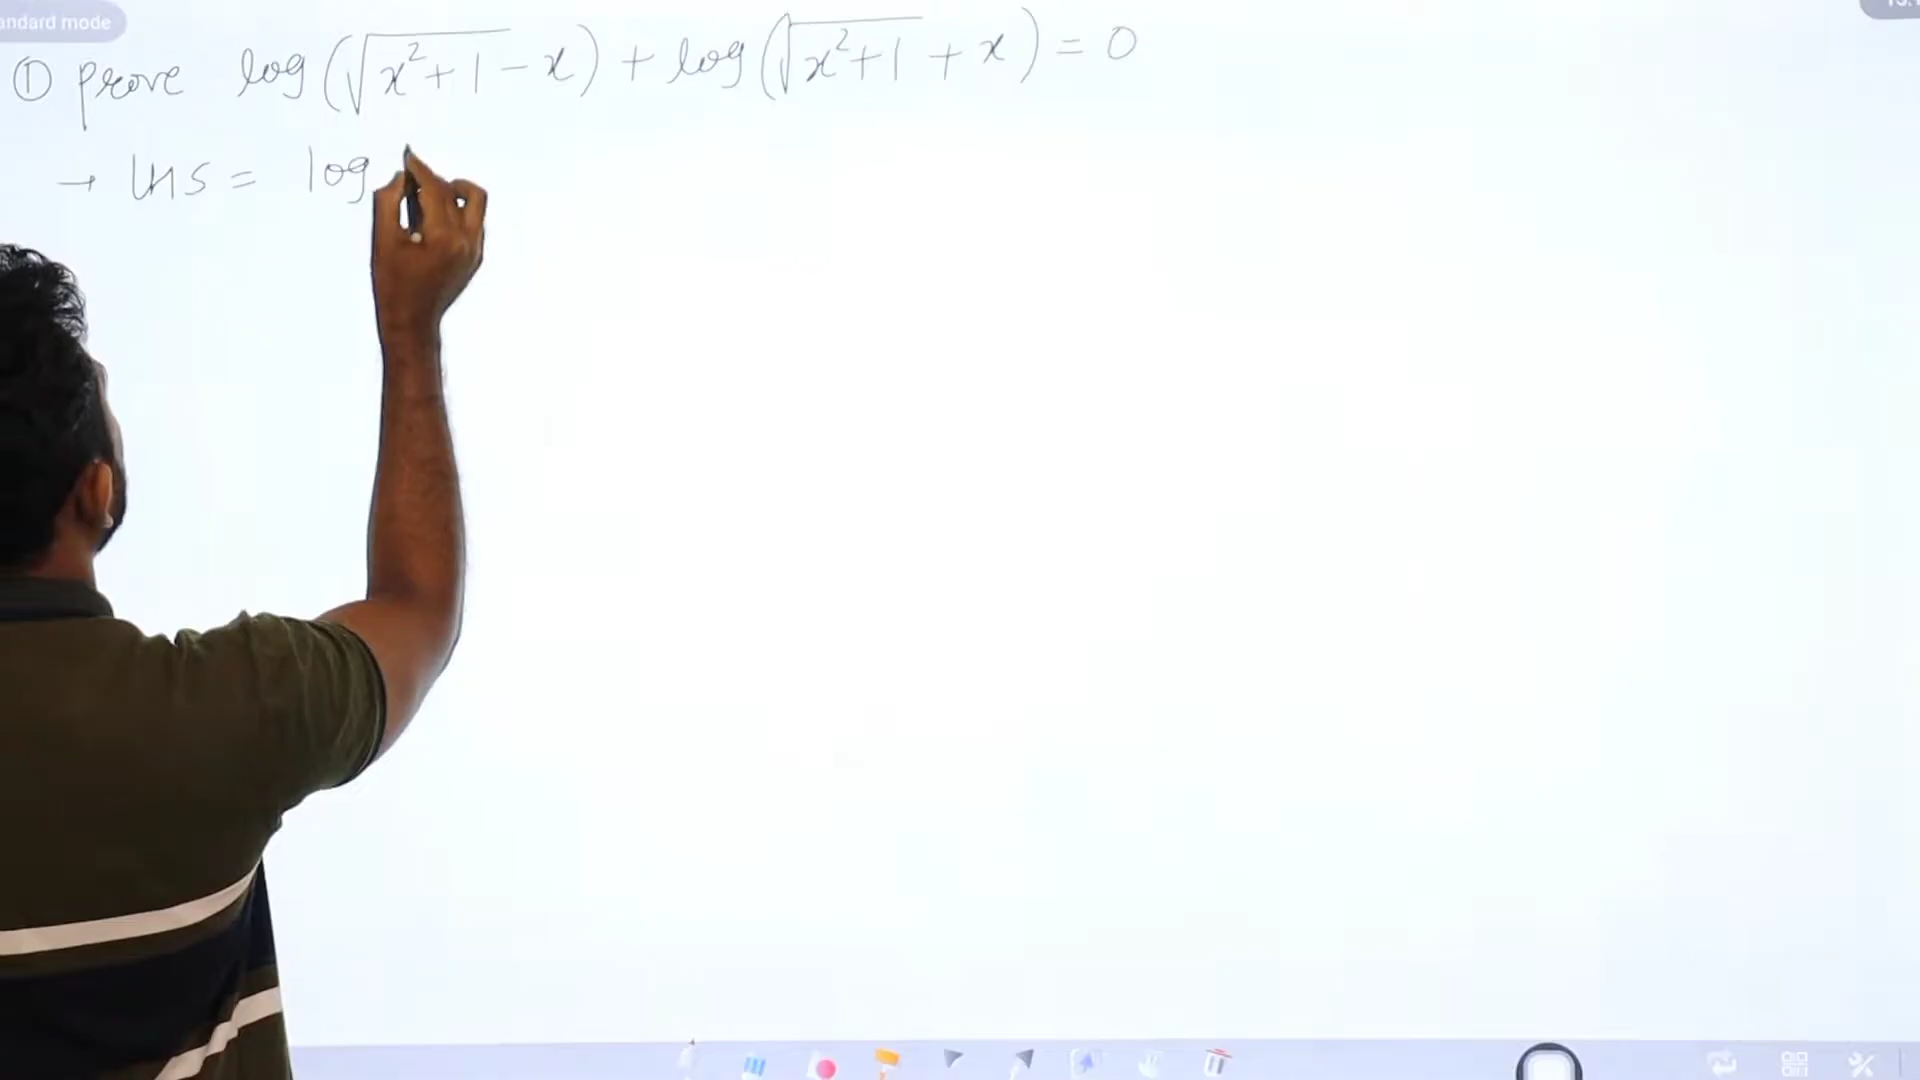 andard mode
① prove log(√x²+1 - x) + log(√x²+1 + x) = 0
→ LHS = log